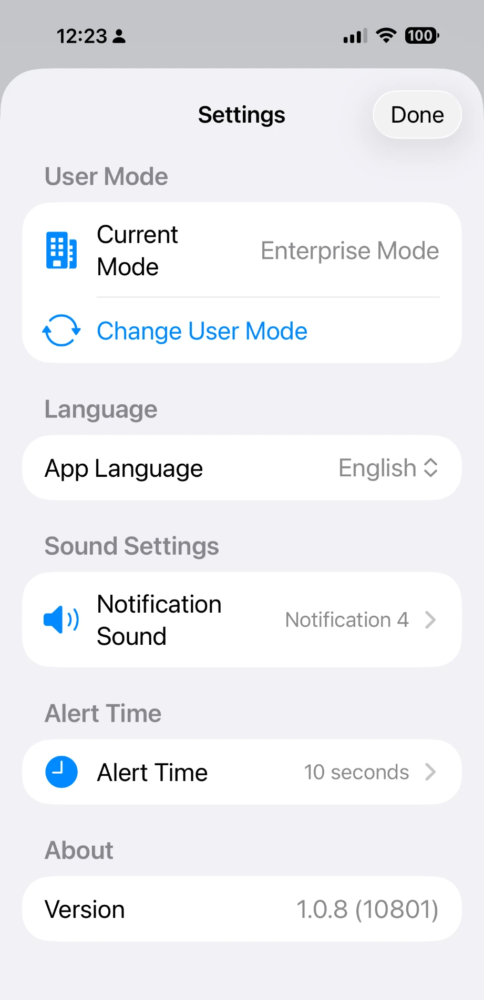 12:23
100
Settings
Done
User Mode
Current
Mode
Enterprise Mode
Change User Mode
Language
App Language
English
Sound Settings
Notification
Sound
Notification 4
Alert Time
Alert Time
10 seconds
About
Version
1.0.8 (10801)